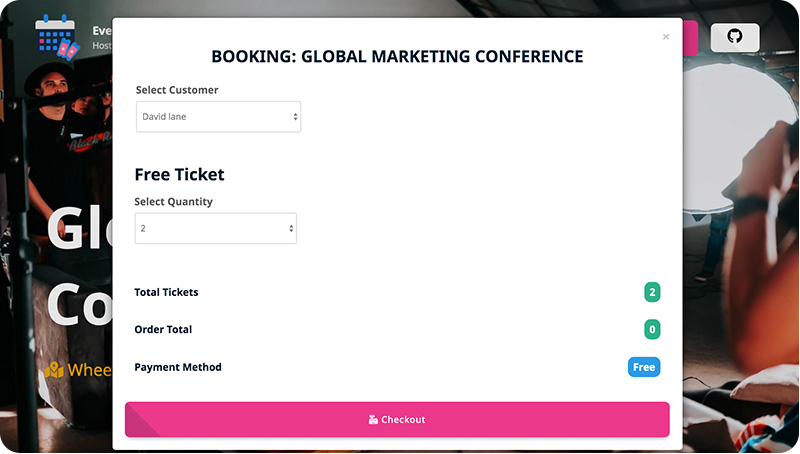 Eve
Host
×
BOOKING: GLOBAL MARKETING CONFERENCE
Select Customer
David lane
Free Ticket
Select Quantity
2
Gl
Co
Total Tickets
2
Order Total
0
Payment Method
Free
Whee
Checkout